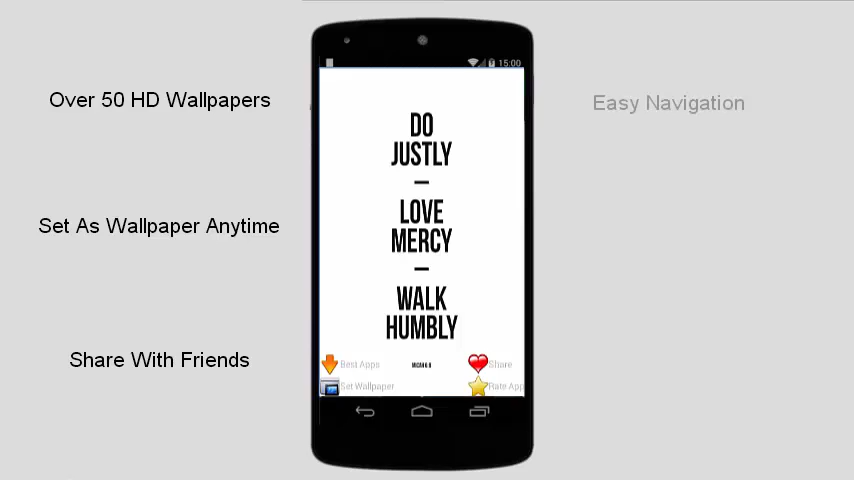 Over 50 HD Wallpapers
Set As Wallpaper Anytime
Share With Friends
15:00
DO
JUSTLY
–
LOVE
MERCY
–
WALK
HUMBLY
MICAH 6:8
Best Apps
Share
Set Wallpaper
Rate App
Easy Navigation